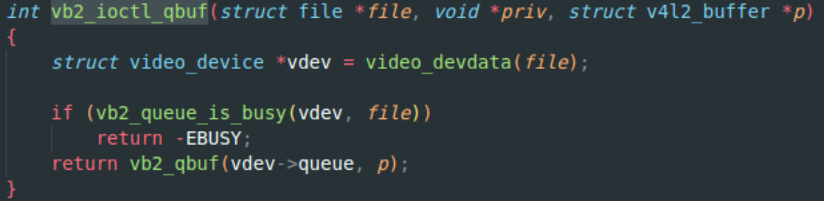 int vb2_ioctl_qbuf(struct file *file, void *priv, struct v4l2_buffer *p)
{
    struct video_device *vdev = video_devdata(file);

    if (vb2_queue_is_busy(vdev, file))
        return -EBUSY;
    return vb2_qbuf(vdev->queue, p);
}